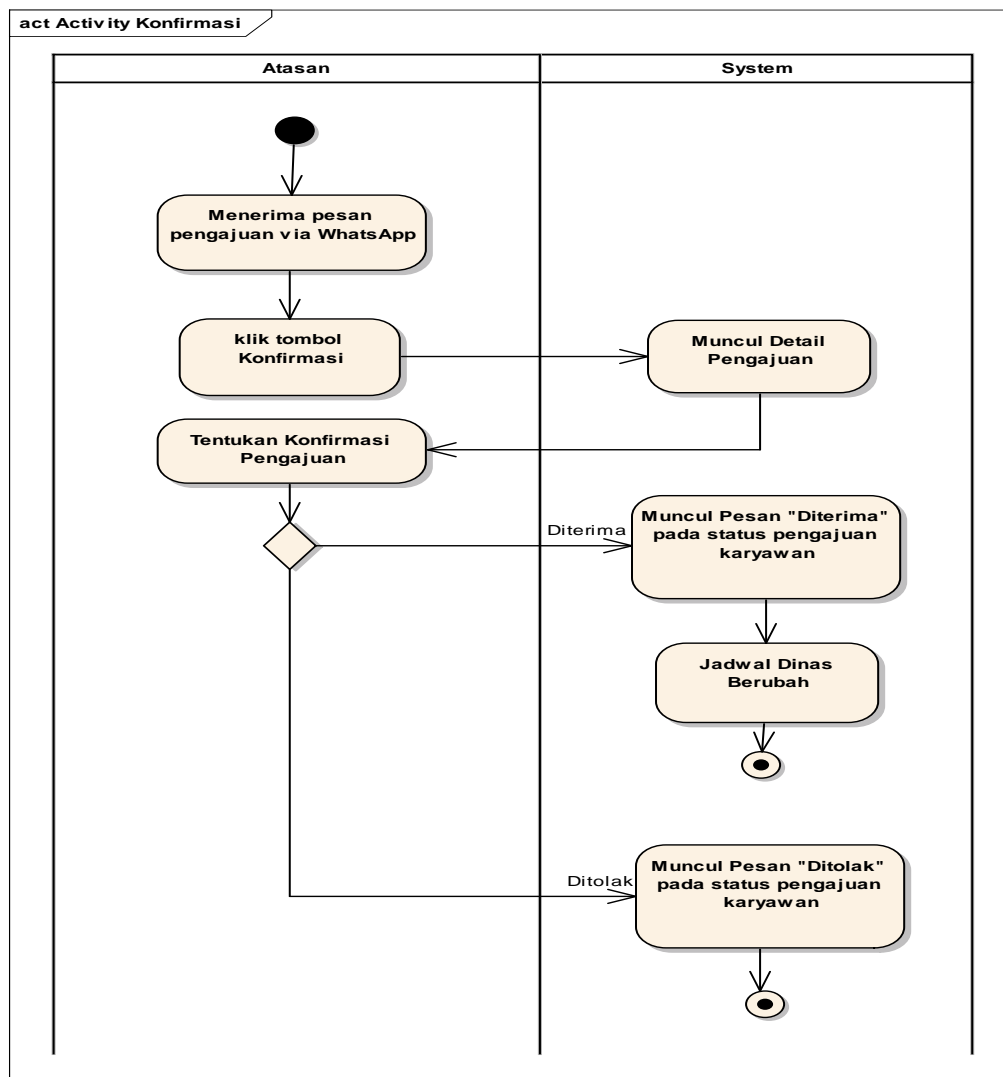 act Activity Konfirmasi
Atasan
System
Menerima pesan
pengajuan via WhatsApp
klik tombol
Konfirmasi
Muncul Detail
Pengajuan
Tentukan Konfirmasi
Pengajuan
Diterima
Muncul Pesan "Diterima"
pada status pengajuan
karyawan
Jadwal Dinas
Berubah
Ditolak
Muncul Pesan "Ditolak"
pada status pengajuan
karyawan